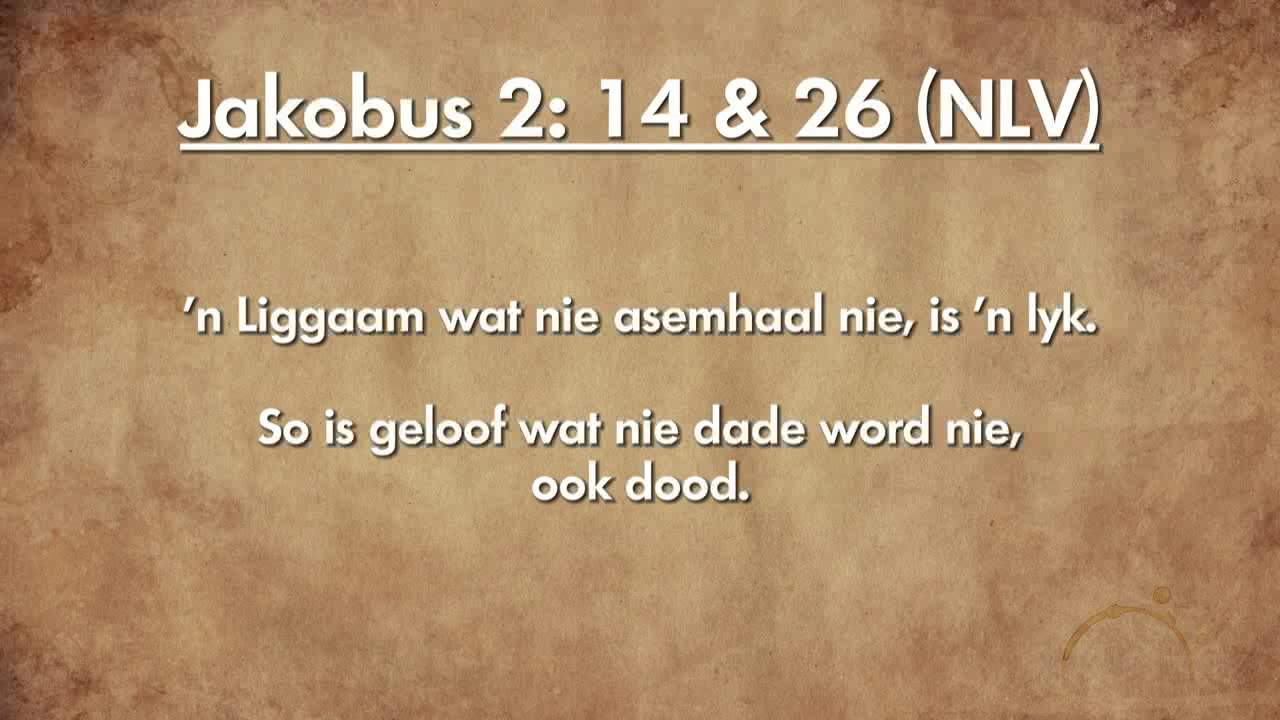 Jakobus 2: 14 & 26 (NLV)
’n Liggaam wat nie asemhaal nie, is ’n lyk.
So is geloof wat nie dade word nie,
ook dood.